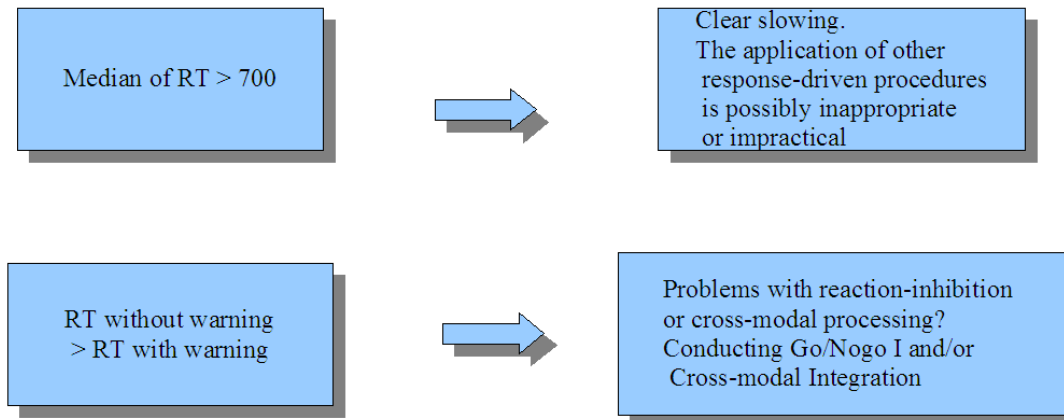 Median of RT > 700
Clear slowing.
The application of other
response-driven procedures
is possibly inappropriate
or impractical
RT without warning
> RT with warning
Problems with reaction-inhibition
or cross-modal processing?
Conducting Go/Nogo I and/or
Cross-modal Integration